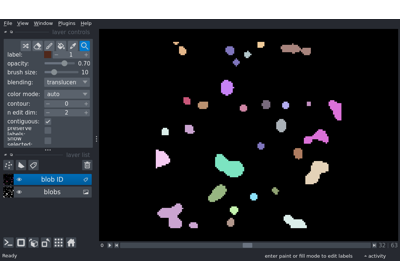 File View Window Plugins Help
layer controls
label: 1
opacity: 0.70
brush size: 10
blending: translucen
color mode: auto
contour: 0
n edit dim: 2
contiguous: ✓
preserve
labels:
show
selected:
layer list
blob ID
blobs
0 32 63
enter paint or fill mode to edit labels activity